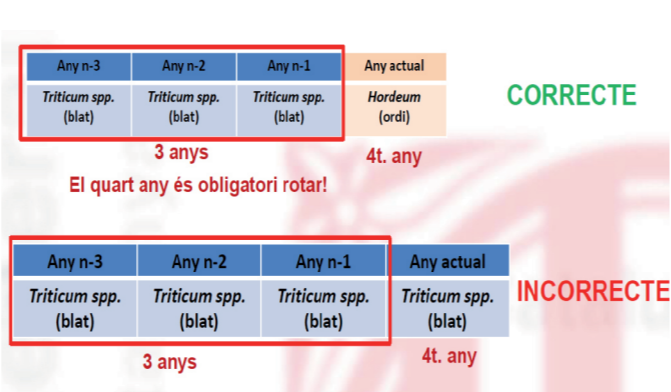 Any n-3 Any n-2 Any n-1 Any actual
Triticum spp. Triticum spp. Triticum spp. Hordeum
(blat) (blat) (blat) (ordi)
CORRECTE
3 anys 4t. any
El quart any és obligatori rotar!
Any n-3 Any n-2 Any n-1 Any actual
Triticum spp. Triticum spp. Triticum spp. Triticum spp.
(blat) (blat) (blat) (blat)
INCORRECTE
3 anys 4t. any